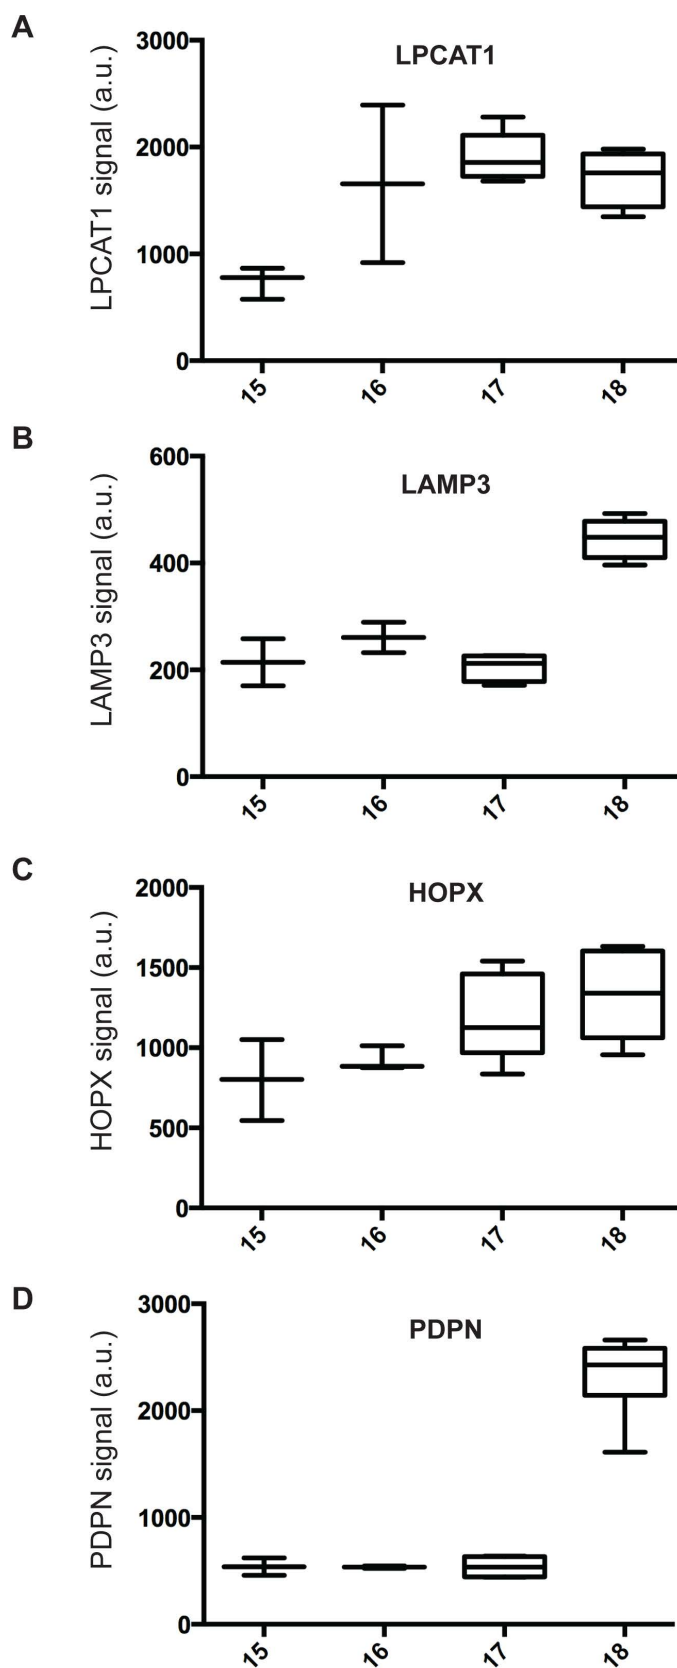 A
LPCAT1
LPCAT1 signal (a.u.)
3000
2000
1000
0
15 16 17 18
B
LAMP3
LAMP3 signal (a.u.)
600
400
200
0
15 16 17 18
C
HOPX
HOPX signal (a.u.)
2000
1500
1000
500
0
15 16 17 18
D
PDPN
PDPN signal (a.u.)
3000
2000
1000
0
15 16 17 18